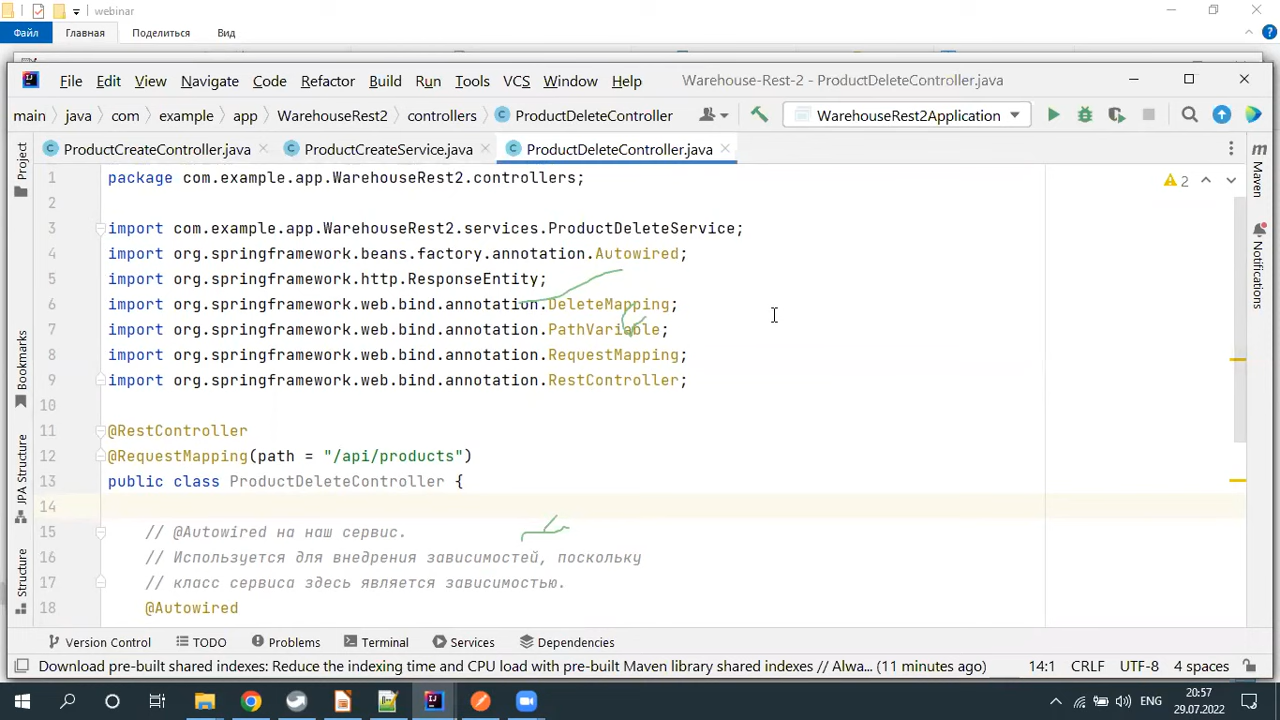 webinar
Файл Главная Поделиться Вид
File Edit View Navigate Code Refactor Build Run Tools VCS Window Help Warehouse-Rest-2 - ProductDeleteController.java
main java com example app WarehouseRest2 controllers ProductDeleteController WarehouseRest2Application
ProductCreateController.java ProductCreateService.java ProductDeleteController.java
Project
Bookmarks
JPA Structure
Structure
1 package com.example.app.WarehouseRest2.controllers;
2
3 import com.example.app.WarehouseRest2.services.ProductDeleteService;
4 import org.springframework.beans.factory.annotation.Autowired;
5 import org.springframework.http.ResponseEntity;
6 import org.springframework.web.bind.annotation.DeleteMapping;
7 import org.springframework.web.bind.annotation.PathVariable;
8 import org.springframework.web.bind.annotation.RequestMapping;
9 import org.springframework.web.bind.annotation.RestController;
10
11 @RestController
12 @RequestMapping(path = "/api/products")
13 public class ProductDeleteController {
14
15 // @Autowired на наш сервис.
16 // Используется для внедрения зависимостей, поскольку
17 // класс сервиса здесь является зависимостью.
18 @Autowired
2
Maven
Notifications
Version Control TODO Problems Terminal Services Dependencies
Download pre-built shared indexes: Reduce the indexing time and CPU load with pre-built Maven library shared indexes // Alwa... (11 minutes ago) 14:1 CRLF UTF-8 4 spaces
ENG 20:57
29.07.2022